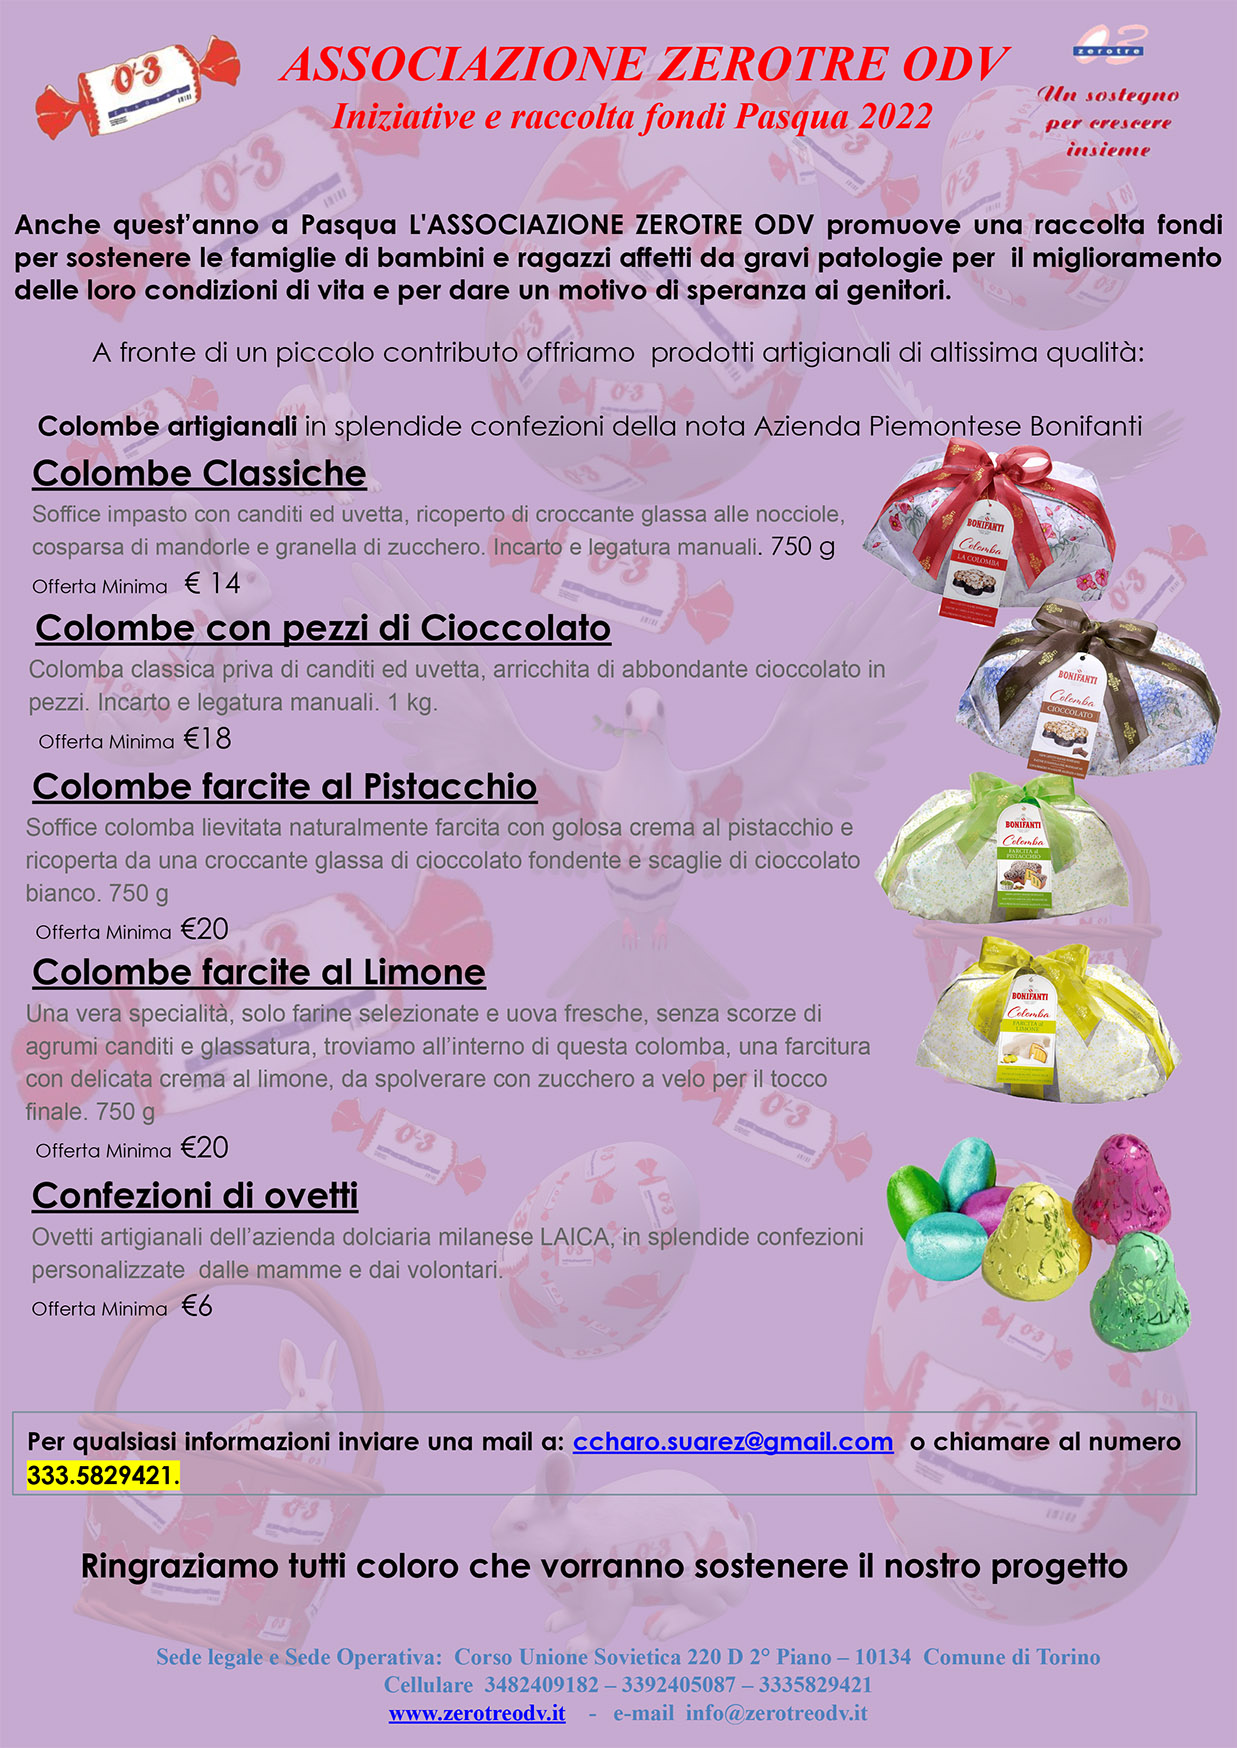 O'-3
ZEROTRE
ONLUS
ASSOCIAZIONE ZEROTRE ODV
Iniziative e raccolta fondi Pasqua 2022
03
zerotre
Un sostegno
per crescere
insieme
Anche quest'anno a Pasqua L'ASSOCIAZIONE ZEROTRE ODV promuove una raccolta fondi
per sostenere le famiglie di bambini e ragazzi affetti da gravi patologie per il miglioramento
delle loro condizioni di vita e per dare un motivo di speranza ai genitori.
A fronte di un piccolo contributo offriamo prodotti artigianali di altissima qualità:
Colombe artigianali in splendide confezioni della nota Azienda Piemontese Bonifanti
Colombe Classiche
Soffice impasto con canditi ed uvetta, ricoperto di croccante glassa alle nocciole,
cosparsa di mandorle e granella di zucchero. Incarto e legatura manuali. 750 g
Offerta Minima € 14
BONIFANTI
Colomba
LA COLOMBA
Colombe con pezzi di Cioccolato
Colomba classica priva di canditi ed uvetta, arricchita di abbondante cioccolato in
pezzi. Incarto e legatura manuali. 1 kg.
Offerta Minima €18
BONIFANTI
Colomba
CIOCCOLATO
Colombe farcite al Pistacchio
Soffice colomba lievitata naturalmente farcita con golosa crema al pistacchio e
ricoperta da una croccante glassa di cioccolato fondente e scaglie di cioccolato
bianco. 750 g
Offerta Minima €20
BONIFANTI
Colomba
FARCITA al
PISTACCHIO
Colombe farcite al Limone
Una vera specialità, solo farine selezionate e uova fresche, senza scorze di
agrumi canditi e glassatura, troviamo all'interno di questa colomba, una farcitura
con delicata crema al limone, da spolverare con zucchero a velo per il tocco
finale. 750 g
Offerta Minima €20
BONIFANTI
Colomba
FARCITA al
LIMONE
Confezioni di ovetti
Ovetti artigianali dell'azienda dolciaria milanese LAICA, in splendide confezioni
personalizzate dalle mamme e dai volontari.
Offerta Minima €6
Per qualsiasi informazioni inviare una mail a: ccharo.suarez@gmail.com o chiamare al numero
333.5829421.
Ringraziamo tutti coloro che vorranno sostenere il nostro progetto
Sede legale e Sede Operativa: Corso Unione Sovietica 220 D 2° Piano – 10134 Comune di Torino
Cellulare 3482409182 – 3392405087 – 3335829421
www.zerotreodv.it - e-mail info@zerotreodv.it